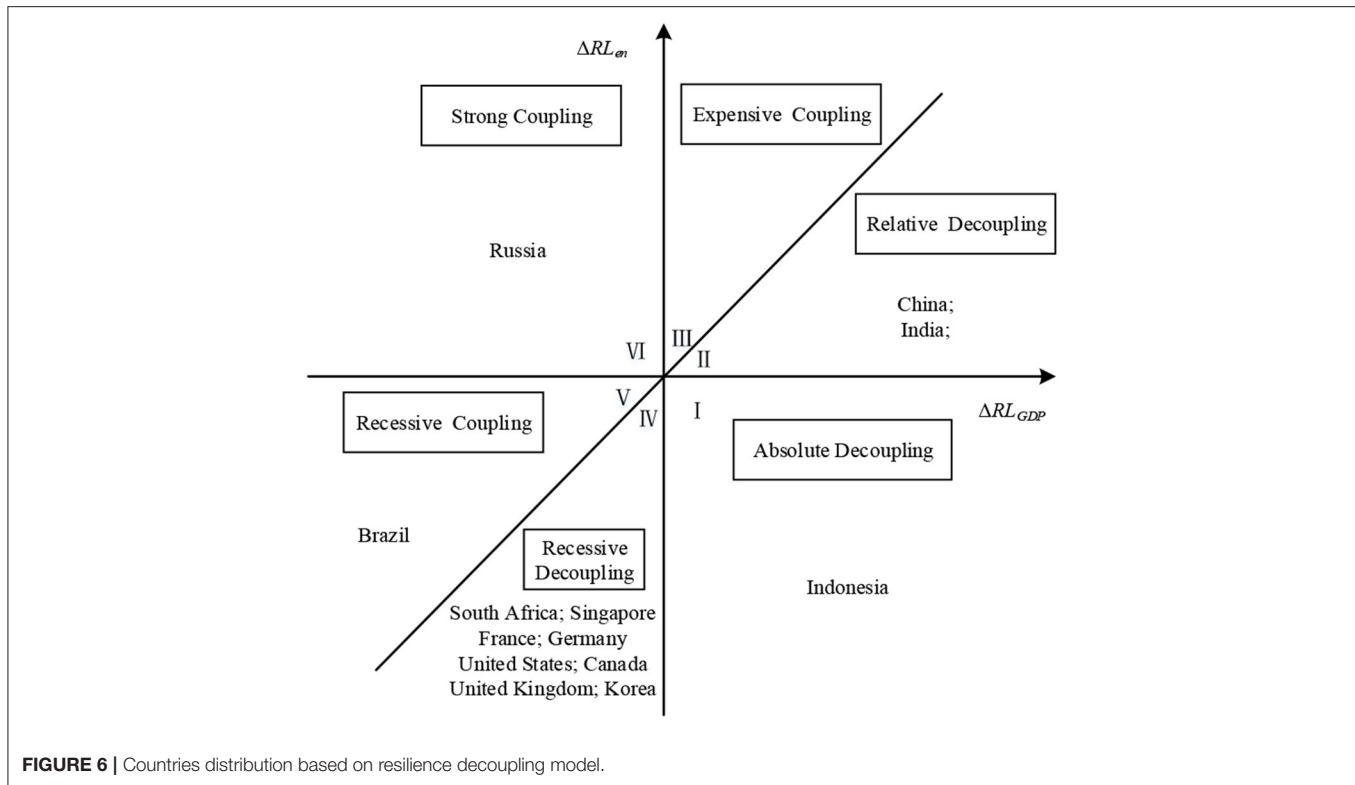 ΔRL_en
Strong Coupling
Expensive Coupling
Relative Decoupling
Russia
China;
India;
III
VI
II
V
IV
I
ΔRL_GDP
Recessive Coupling
Absolute Decoupling
Brazil
Recessive
Decoupling
Indonesia
South Africa; Singapore
France; Germany
United States; Canada
United Kingdom; Korea
FIGURE 6 | Countries distribution based on resilience decoupling model.